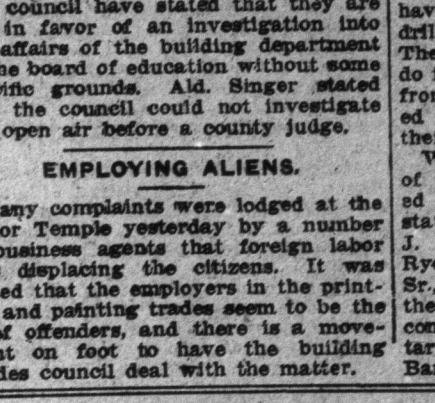 council have stated that they are
in favor of an investigation into
affairs of the building department
he board of education without some
ific grounds. Ald. Singer stated
the council could not investigate
open air before a county judge.
EMPLOYING ALIENS.
any complaints were lodged at the
or Temple yesterday by a number
business agents that foreign labor
displacing the citizens. It was
ed that the employers in the print-
and painting trades seem to be the
of offenders, and there is a move-
nt on foot to have the building
des council deal with the matter.
hav
dril
The
do
fron
ed
the
of
ed
sta
J.
Rye
Sr.,
the
con
tar
Bar